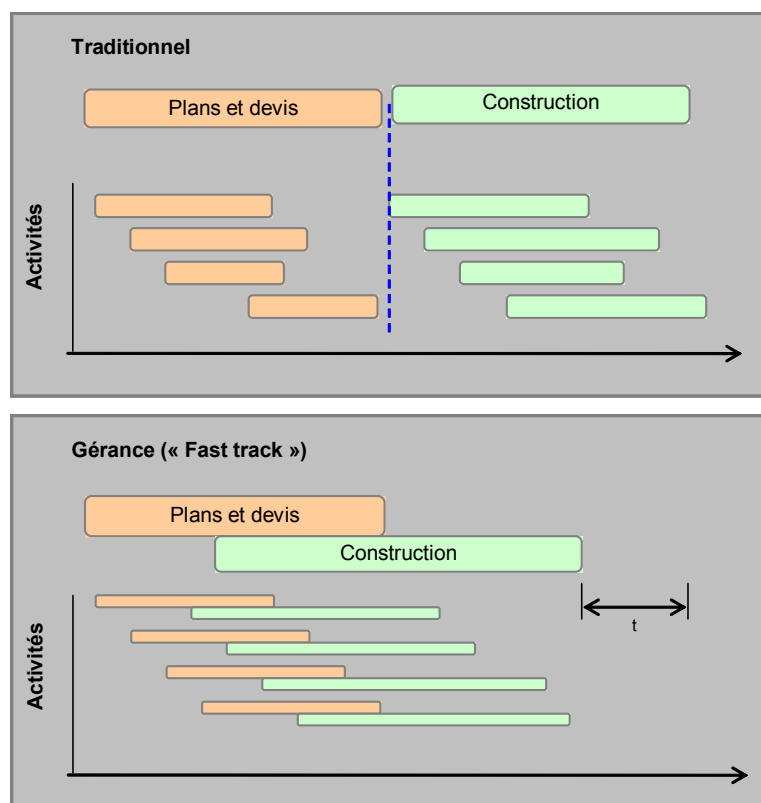 Traditionnel
Plans et devis
Construction
Activités
Gérance (« Fast track »)
Plans et devis
Construction
t
Activités